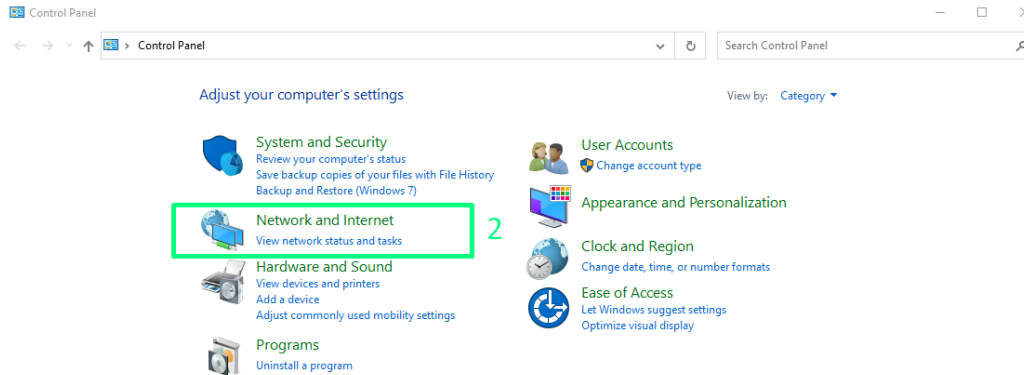 Control Panel
Control Panel
Search Control Panel
Adjust your computer's settings
View by: Category
System and Security
Review your computer's status
Save backup copies of your files with File History
Backup and Restore (Windows 7)
Network and Internet
View network status and tasks
2
Hardware and Sound
View devices and printers
Add a device
Adjust commonly used mobility settings
Programs
Uninstall a program
User Accounts
Change account type
Appearance and Personalization
Clock and Region
Change date, time, or number formats
Ease of Access
Let Windows suggest settings
Optimize visual display